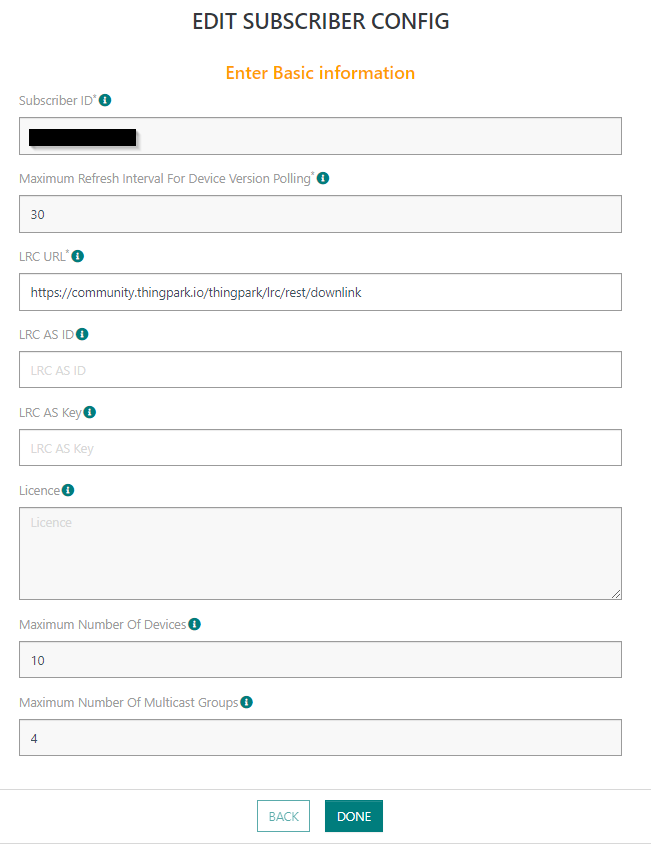 EDIT SUBSCRIBER CONFIG
Enter Basic information
Subscriber ID*
Maximum Refresh Interval For Device Version Polling*
30
LRC URL*
https://community.thingpark.io/thingpark/lrc/rest/downlink
LRC AS ID
LRC AS ID
LRC AS Key
LRC AS Key
Licence
Licence
Maximum Number Of Devices
10
Maximum Number Of Multicast Groups
4
BACK DONE